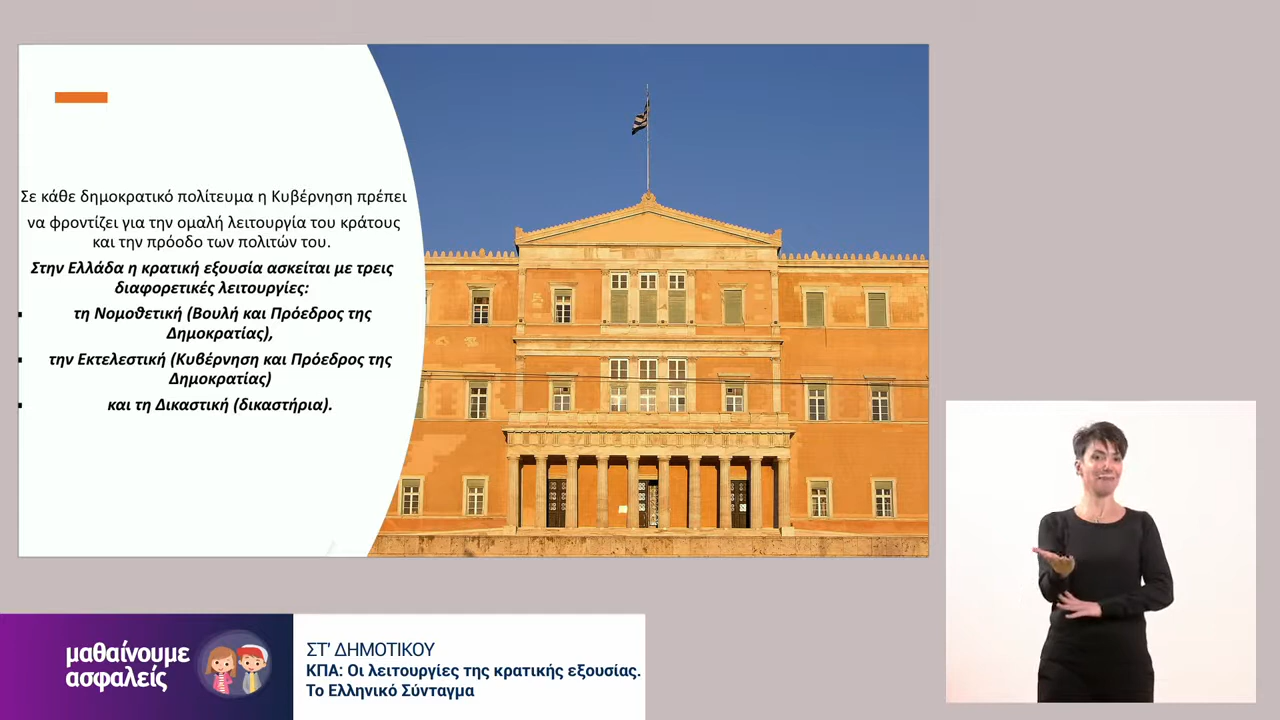 Σε κάθε δημοκρατικό πολίτευμα η Κυβέρνηση πρέπει
να φροντίζει για την ομαλή λειτουργία του κράτους
και την πρόοδο των πολιτών του.
Στην Ελλάδα η κρατική εξουσία ασκείται με τρεις
διαφορετικές λειτουργίες:
▪ τη Νομοθετική (Βουλή και Πρόεδρος της
Δημοκρατίας),
▪ την Εκτελεστική (Κυβέρνηση και Πρόεδρος της
Δημοκρατίας)
▪ και τη Δικαστική (δικαστήρια).
μαθαίνουμε
ασφαλείς
ΣΤ' ΔΗΜΟΤΙΚΟΥ
ΚΠΑ: Οι λειτουργίες της κρατικής εξουσίας.
Το Ελληνικό Σύνταγμα